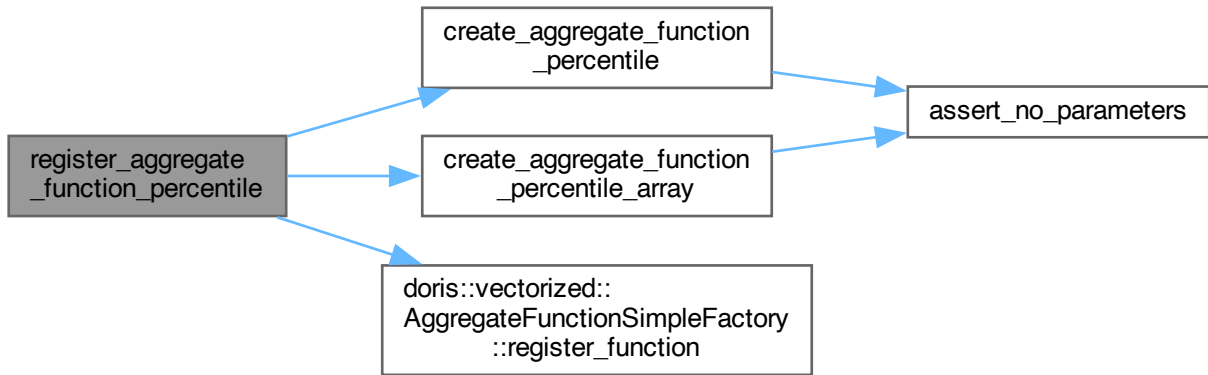 register_aggregate
_function_percentile
create_aggregate_function
_percentile
create_aggregate_function
_percentile_array
doris::vectorized::
AggregateFunctionSimpleFactory
::register_function
assert_no_parameters